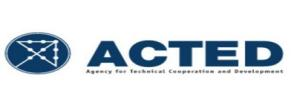 ACTED
Agency for Technical Cooperation and Development